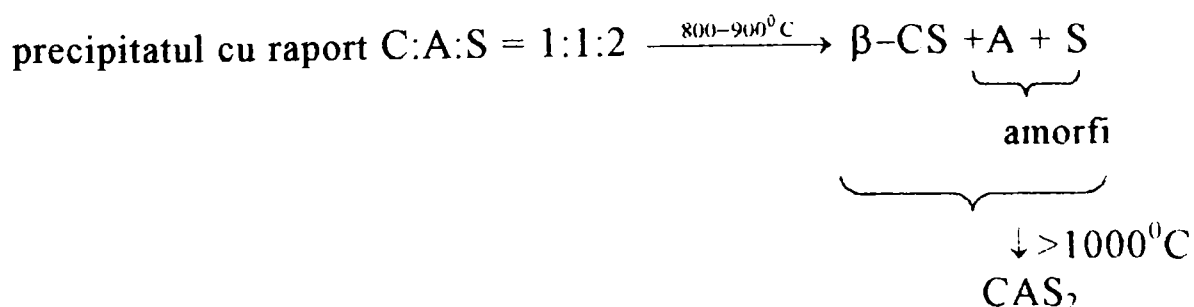 precipitatul cu raport C:A:S = 1:1:2 —800–900⁰C→ β–CS +A + S
amorfi
↓ >1000⁰C
CAS₂